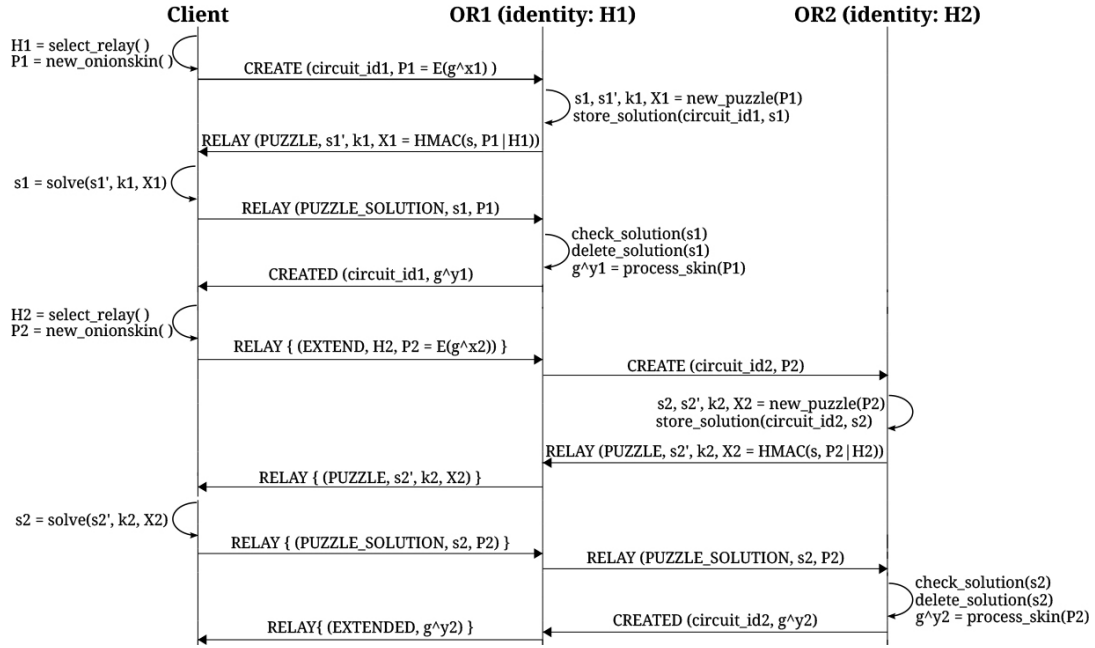 Client
OR1 (identity: H1)
OR2 (identity: H2)
H1 = select_relay( )
P1 = new_onionskin( )
CREATE (circuit_id1, P1 = E(g^x1) )
s1, s1', k1, X1 = new_puzzle(P1)
store_solution(circuit_id1, s1)
RELAY (PUZZLE, s1', k1, X1 = HMAC(s, P1|H1))
s1 = solve(s1', k1, X1)
RELAY (PUZZLE_SOLUTION, s1, P1)
check_solution(s1)
delete_solution(s1)
g^y1 = process_skin(P1)
CREATED (circuit_id1, g^y1)
H2 = select_relay( )
P2 = new_onionskin( )
RELAY { (EXTEND, H2, P2 = E(g^x2)) }
CREATE (circuit_id2, P2)
s2, s2', k2, X2 = new_puzzle(P2)
store_solution(circuit_id2, s2)
RELAY (PUZZLE, s2', k2, X2 = HMAC(s, P2|H2))
RELAY { (PUZZLE, s2', k2, X2) }
s2 = solve(s2', k2, X2)
RELAY { (PUZZLE_SOLUTION, s2, P2) }
RELAY (PUZZLE_SOLUTION, s2, P2)
check_solution(s2)
delete_solution(s2)
g^y2 = process_skin(P2)
CREATED (circuit_id2, g^y2)
RELAY{ (EXTENDED, g^y2) }